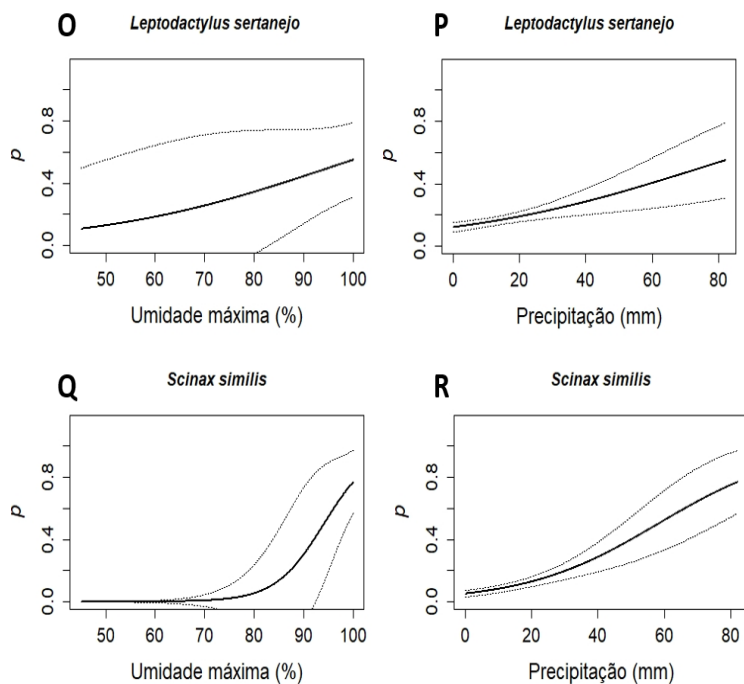 O Leptodactylus sertanejo
P Leptodactylus sertanejo
p
0.0 0.4 0.8
50 60 70 80 90 100
Umidade máxima (%)
p
0.0 0.4 0.8
0 20 40 60 80
Precipitação (mm)
Q Scinax similis
R Scinax similis
p
0.0 0.4 0.8
50 60 70 80 90 100
Umidade máxima (%)
p
0.0 0.4 0.8
0 20 40 60 80
Precipitação (mm)